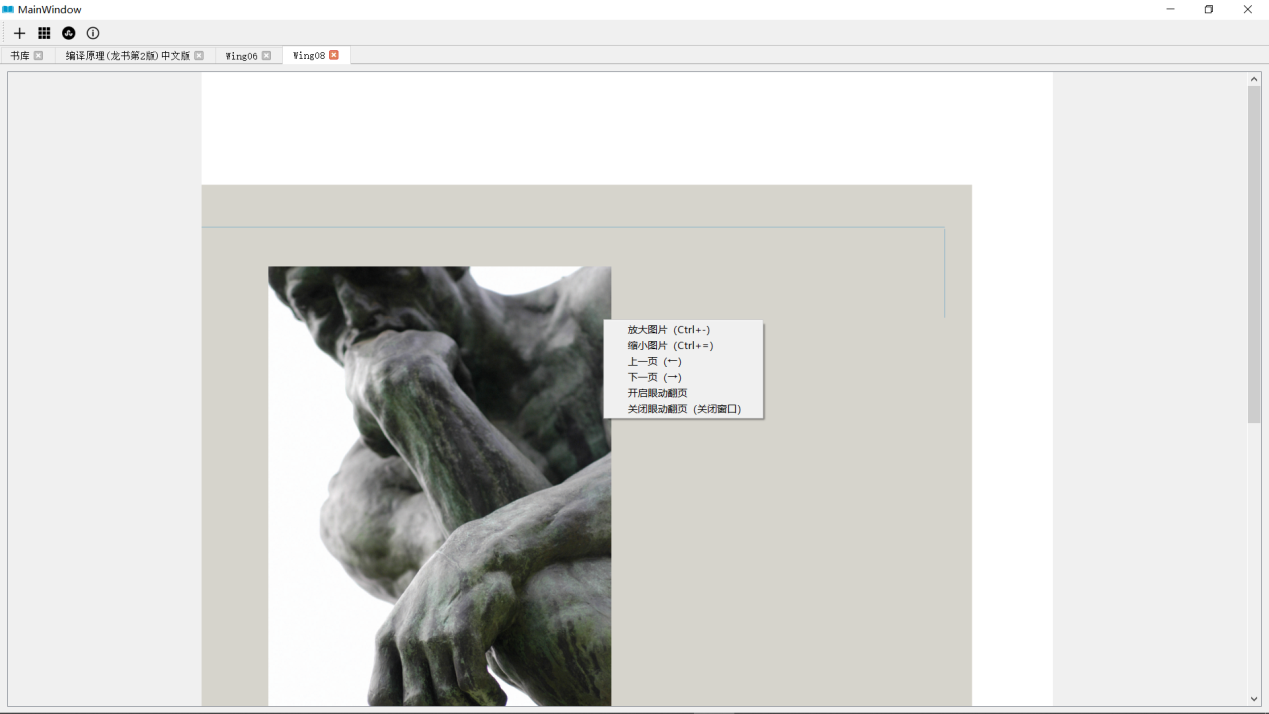 MainWindow
书库
编译原理(龙书第2版)中文版
Wing06
Wing08
放大图片 (Ctrl+-)
缩小图片 (Ctrl+=)
上一页 (←)
下一页 (→)
开启眼动翻页
关闭眼动翻页 (关闭窗口)